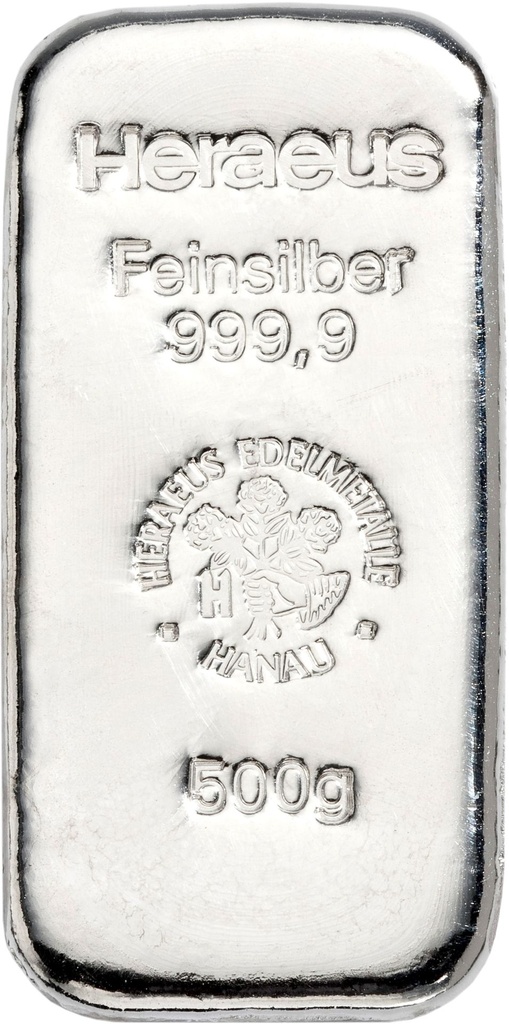 Heraeus
Feinsilber
999,9
HERAEUS EDELMETALLE
H
HANAU
500g